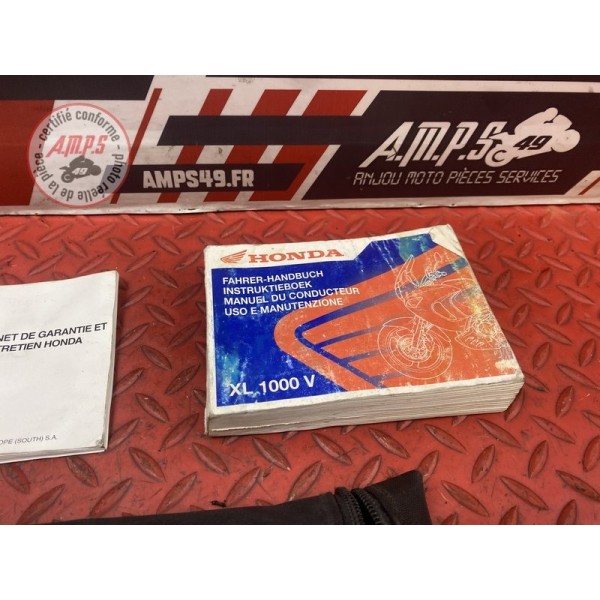 - certifié conforme -
photo réelle de la pièce
A.M.P.S
49
AMPS49.FR
A.M.P.S
49
ANJOU MOTO PIÈCES SERVICES
HONDA
FAHRER-HANDBUCH
INSTRUKTIEBOEK
MANUEL DU CONDUCTEUR
USO E MANUTENZIONE
XL 1000 V
NET DE GARANTIE ET
TRETIEN HONDA
OPE (SOUTH) S.A.